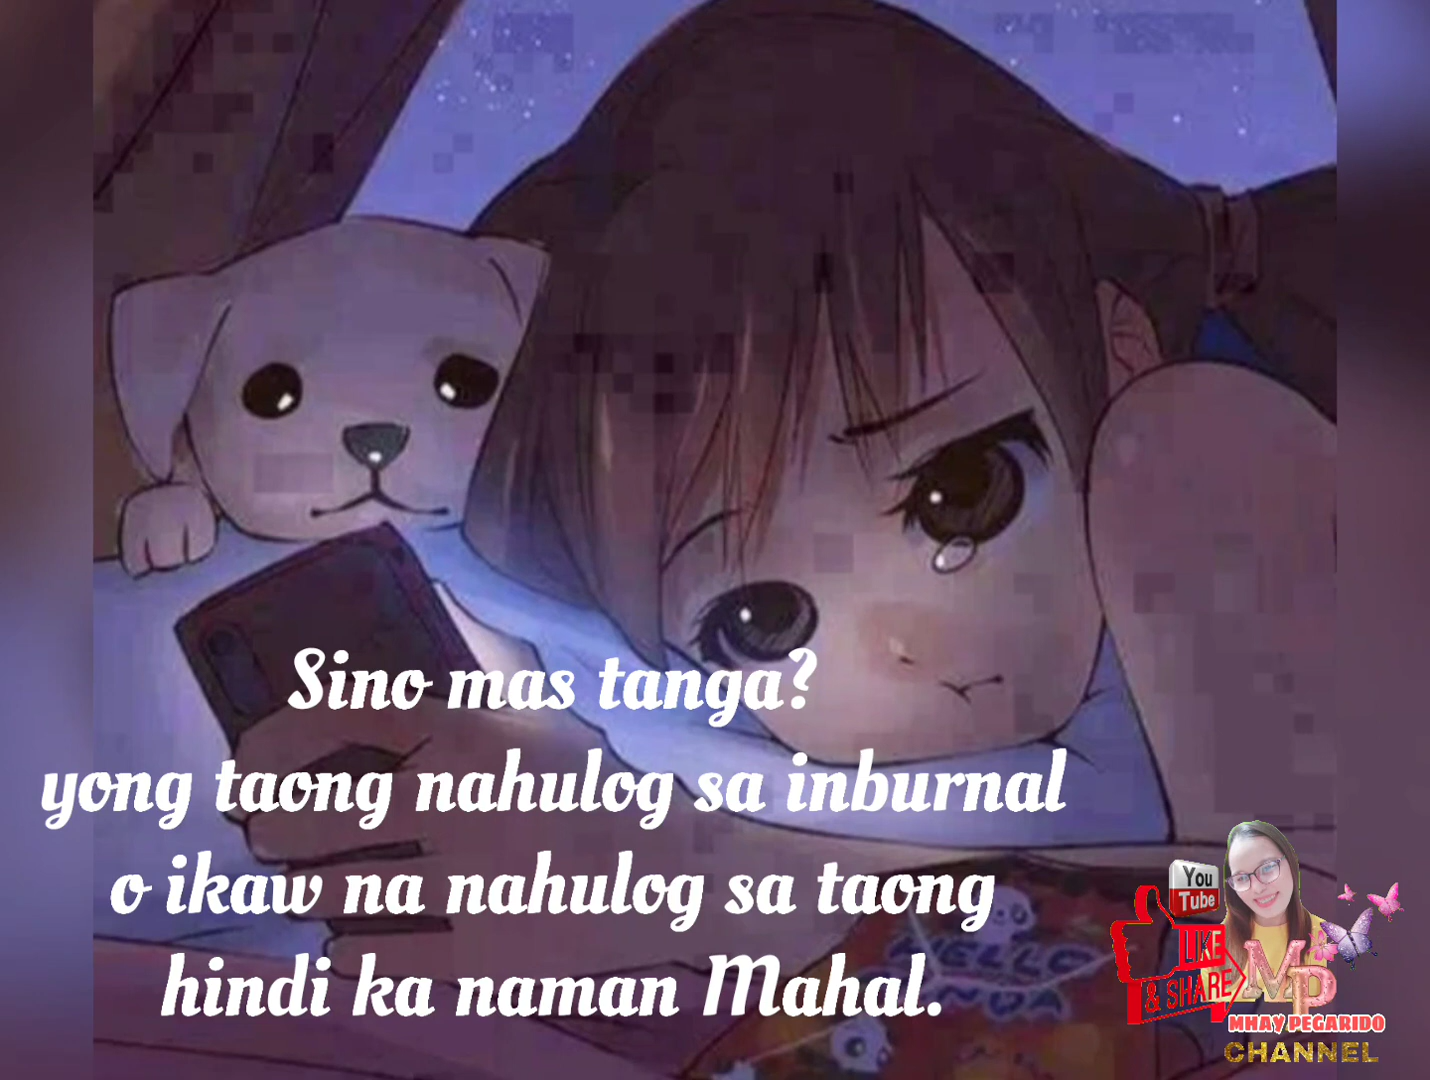 Sino mas tanga?
yong taong nahulog sa inburnal
o ikaw na nahulog sa taong
hindi ka naman Mahal.
You
Tube
LIKE
& SHARE
MP
MHAY PEGARIDO
CHANNEL
HELLO